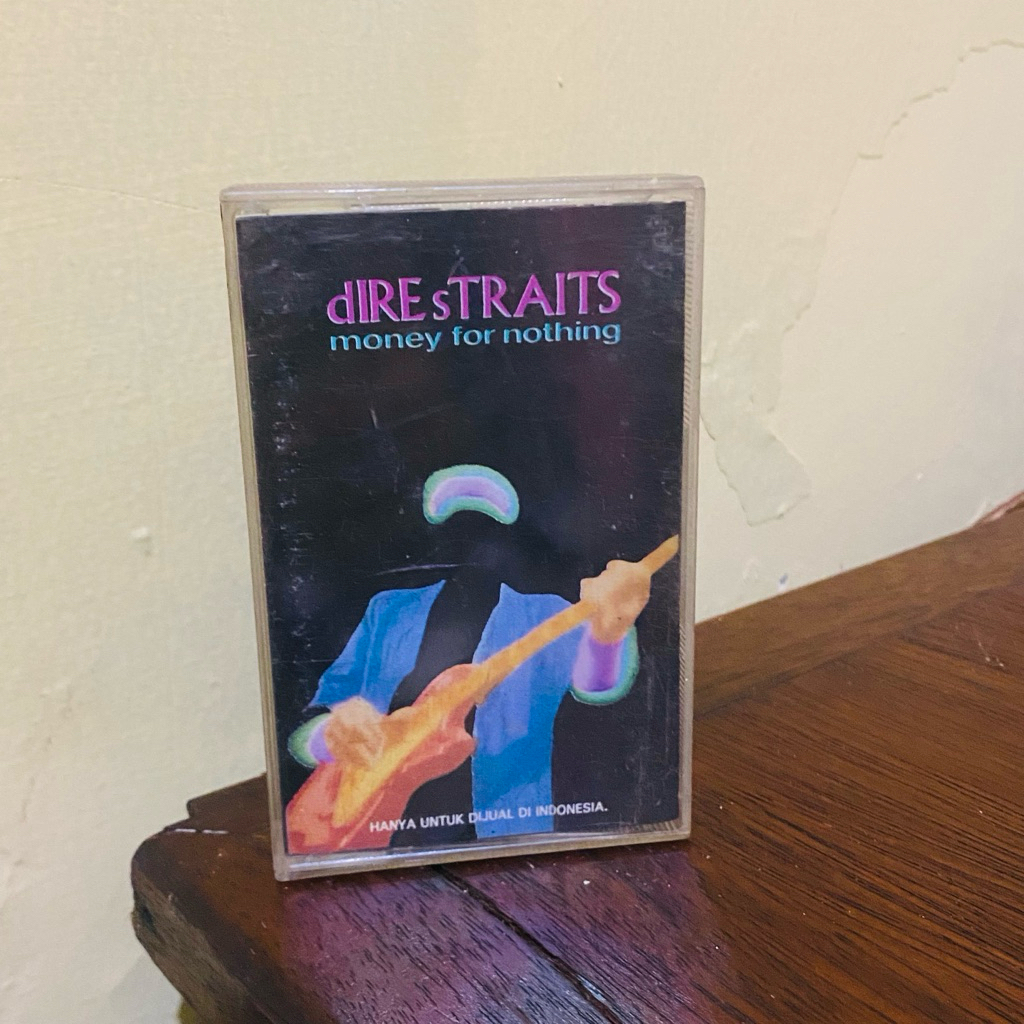 dIRE sTRAITS
money for nothing
HANYA UNTUK DIJUAL DI INDONESIA.